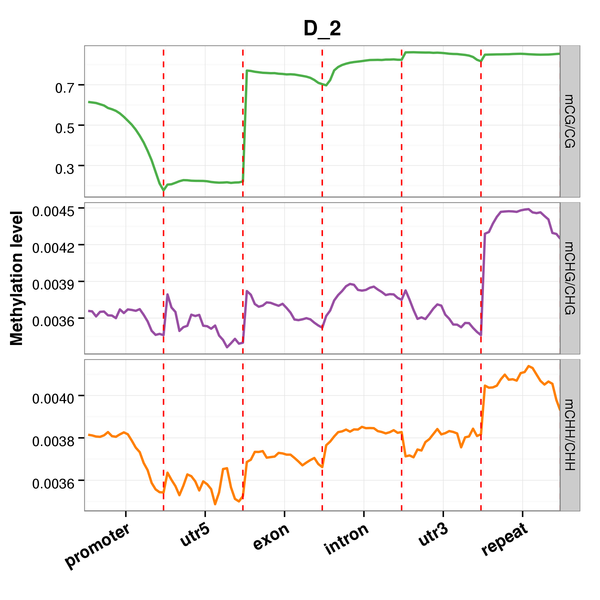 D_2
Methylation level
0.7
0.5
0.3
mCG/CG
0.0045
0.0042
0.0039
0.0036
mCHG/CHG
0.0040
0.0038
0.0036
mCHH/CHH
promoter
utr5
exon
intron
utr3
repeat